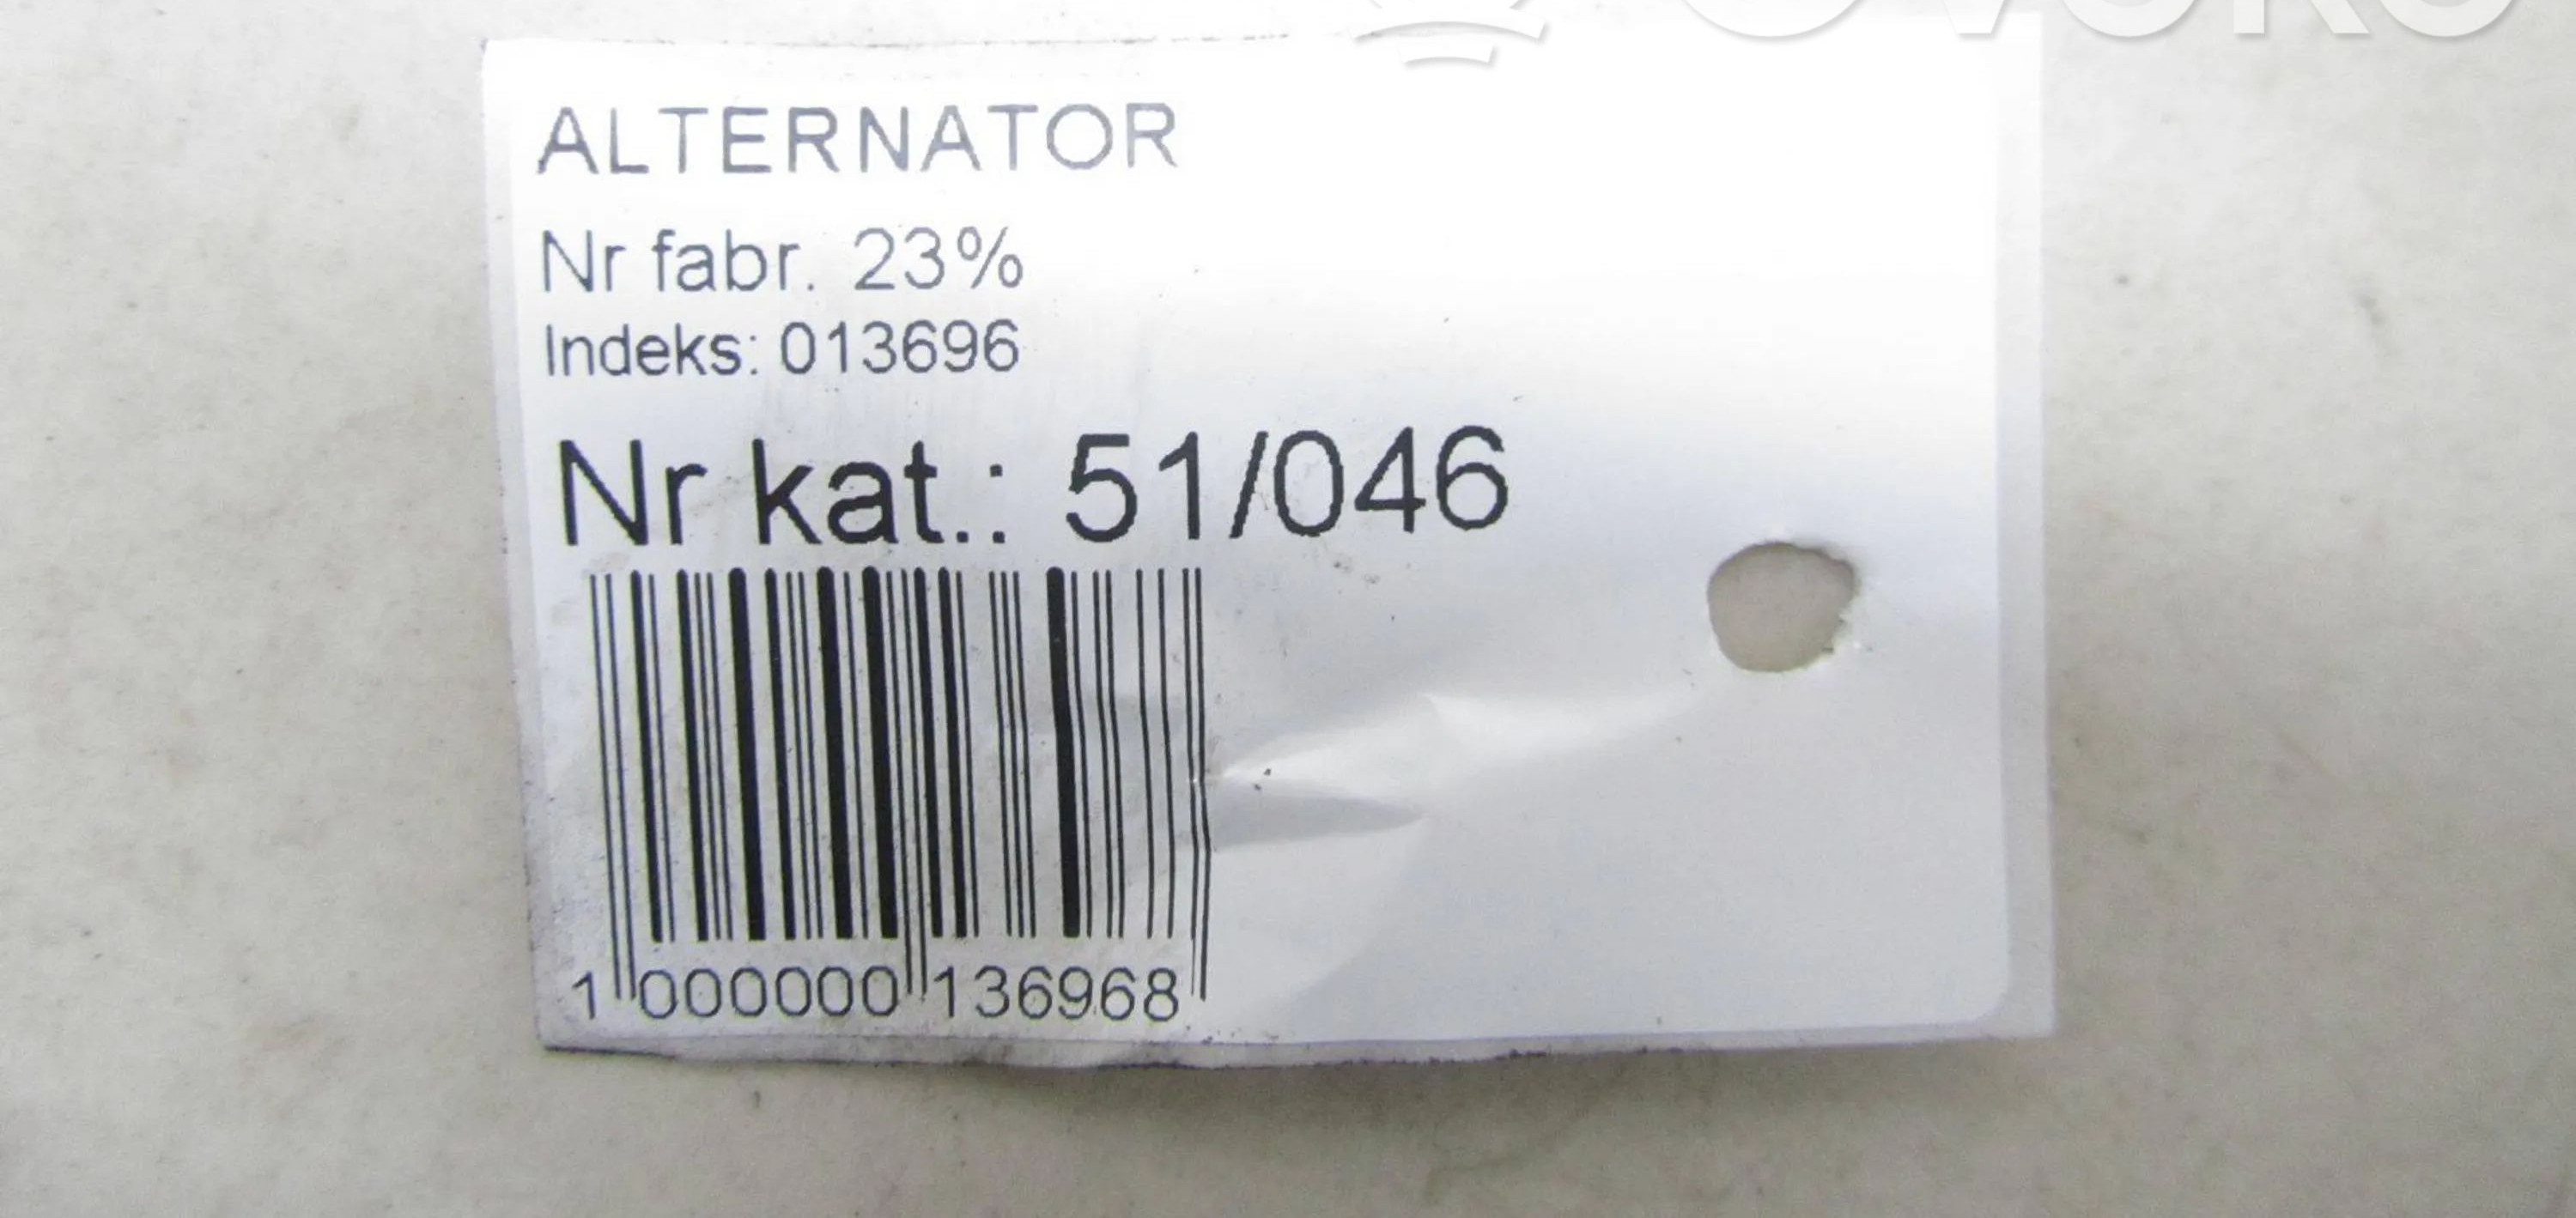 ALTERNATOR
Nr fabr. 23%
Indeks: 013696
Nr kat.: 51/046
1 000000 136968